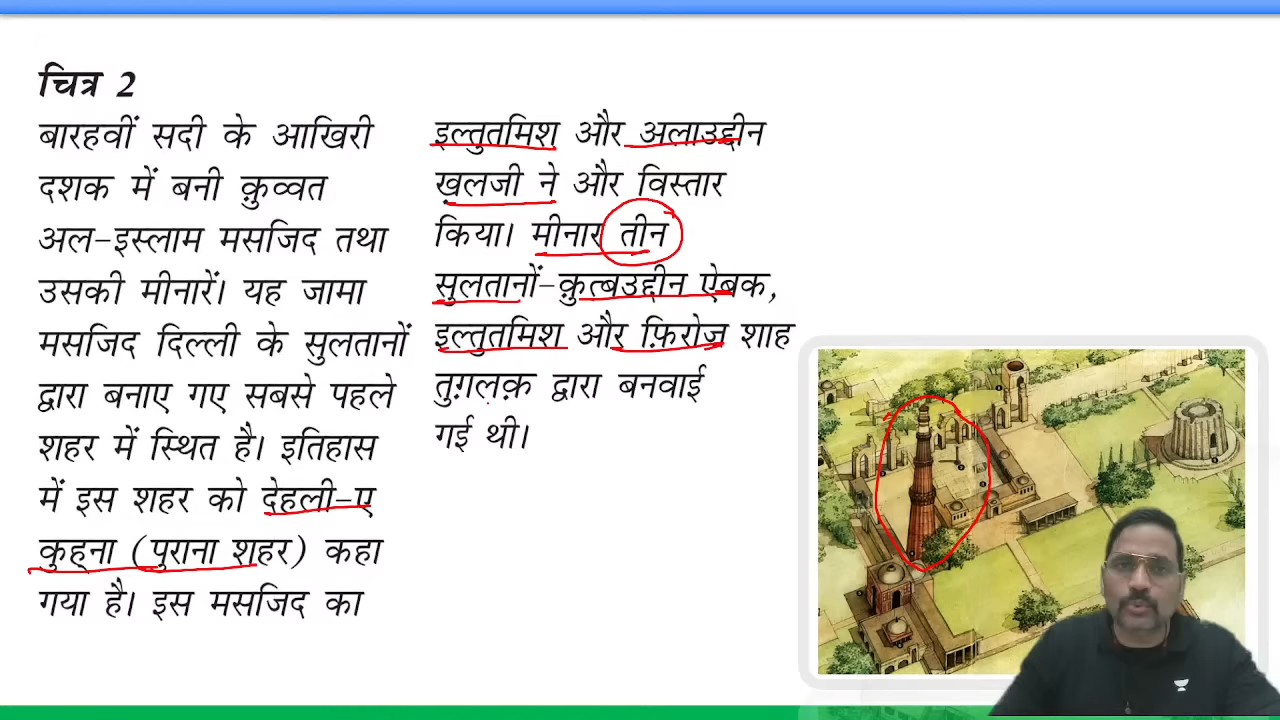 चित्र 2
बारहवीं सदी के आखिरी
दशक में बनी क़ुव्वत
अल-इस्लाम मसजिद तथा
उसकी मीनारें। यह जामा
मसजिद दिल्ली के सुलतानों
द्वारा बनाए गए सबसे पहले
शहर में स्थित है। इतिहास
में इस शहर को देहली-ए
कुह्ना (पुराना शहर) कहा
गया है। इस मसजिद का
इल्तुतमिश और अलाउद्दीन
ख़लजी ने और विस्तार
किया। मीनार तीन
सुलतानों-क़ुत्बउद्दीन ऐबक,
इल्तुतमिश और फ़िरोज़ शाह
तुग़लक़ द्वारा बनवाई
गई थी।